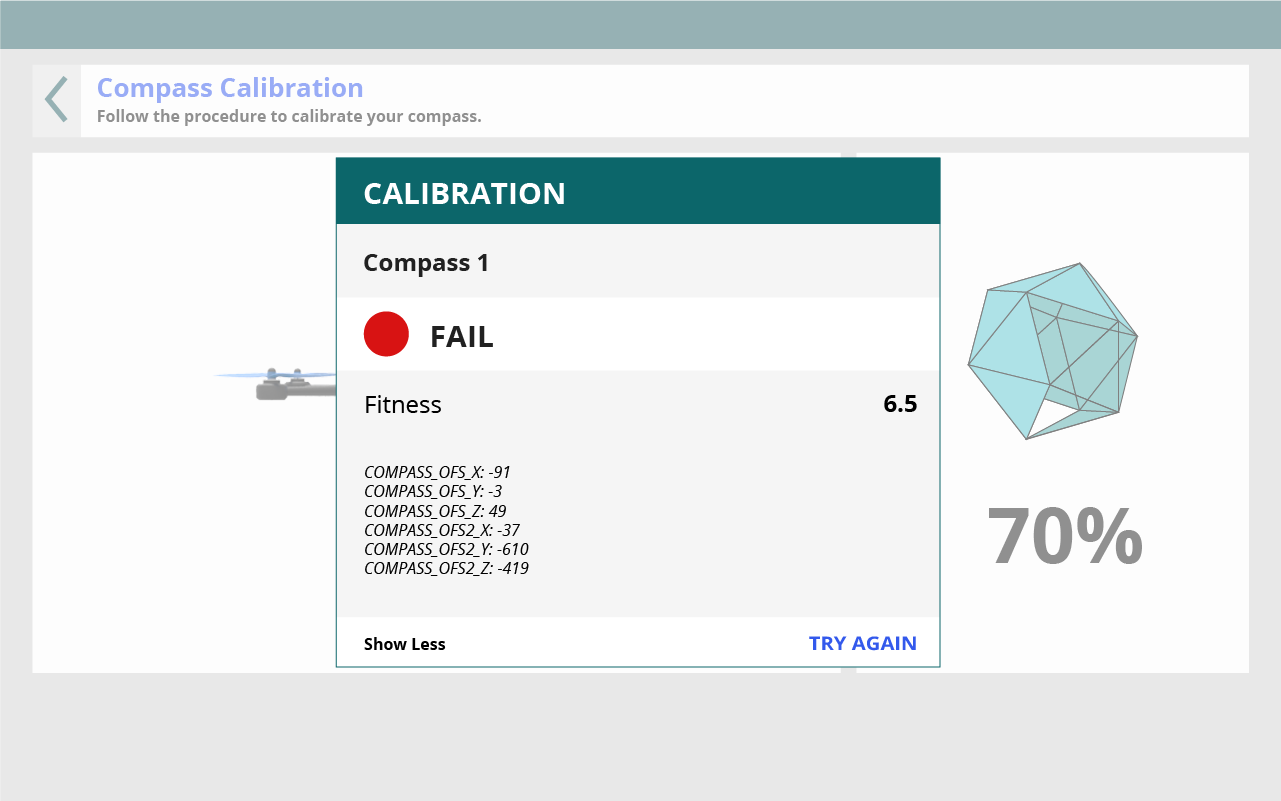 Compass Calibration
Follow the procedure to calibrate your compass.
CALIBRATION
Compass 1
FAIL
Fitness 6.5
COMPASS_OFS_X: -91
COMPASS_OFS_Y: -3
COMPASS_OFS_Z: 49
COMPASS_OFS2_X: -37
COMPASS_OFS2_Y: -610
COMPASS_OFS2_Z: -419
Show Less TRY AGAIN
70%